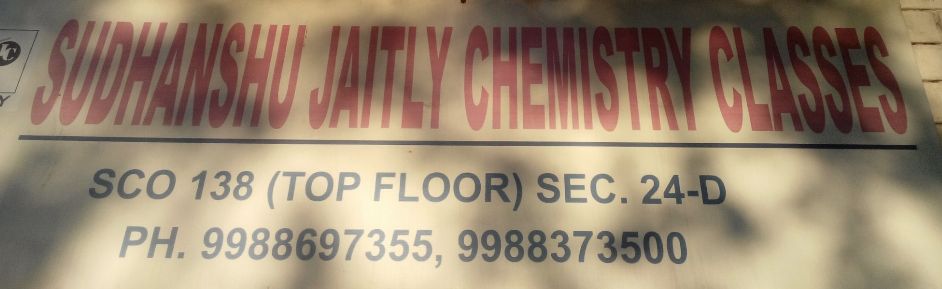 SUDHANSHU JAITLY CHEMISTRY CLASSES
SCO 138 (TOP FLOOR) SEC. 24-D
PH. 9988697355, 9988373500